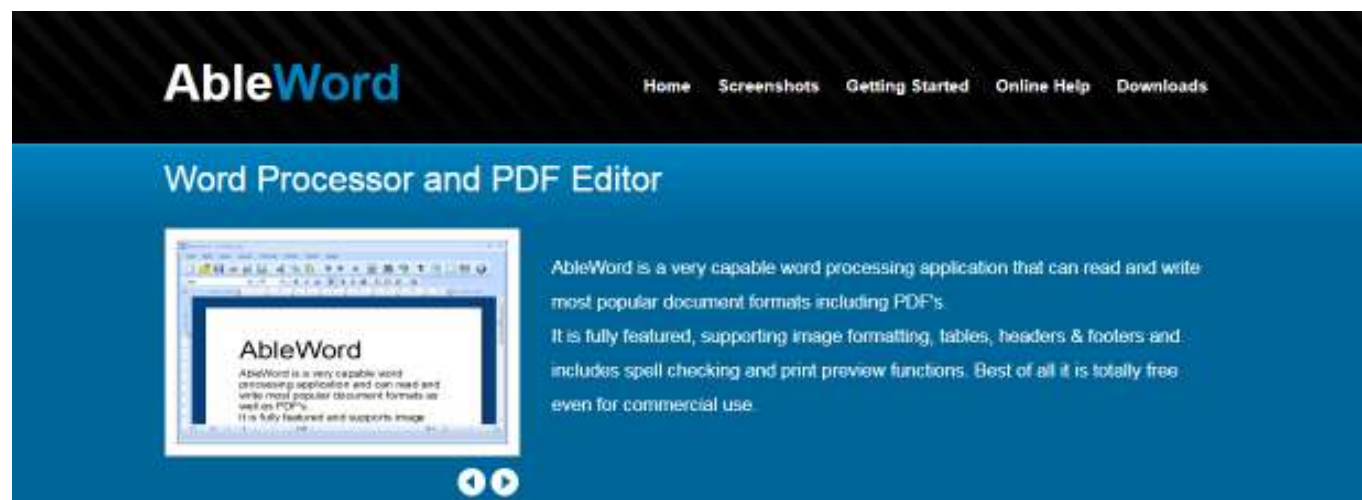 AbleWord
Home Screenshots Getting Started Online Help Downloads
Word Processor and PDF Editor
AbleWord is a very capable word processing application that can read and write
most popular document formats including PDF's.
It is fully featured, supporting image formatting, tables, headers & footers and
includes spell checking and print preview functions. Best of all it is totally free
even for commercial use.
AbleWord
AbleWord is a very capable word
processing application and can read and
write most popular document formats as
well as PDF's.
It is fully featured and supports image